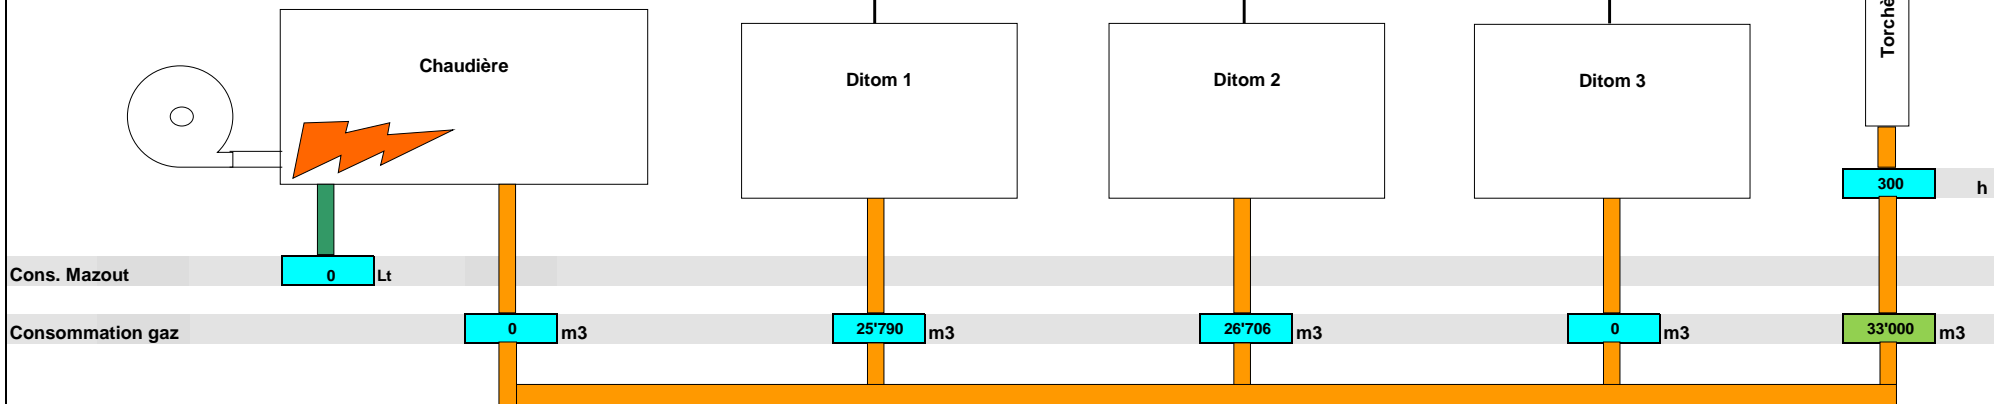 Torchè
Chaudière
Ditom 1
Ditom 2
Ditom 3
300 h
Cons. Mazout 0 Lt
Consommation gaz 0 m3 25'790 m3 26'706 m3 0 m3 33'000 m3